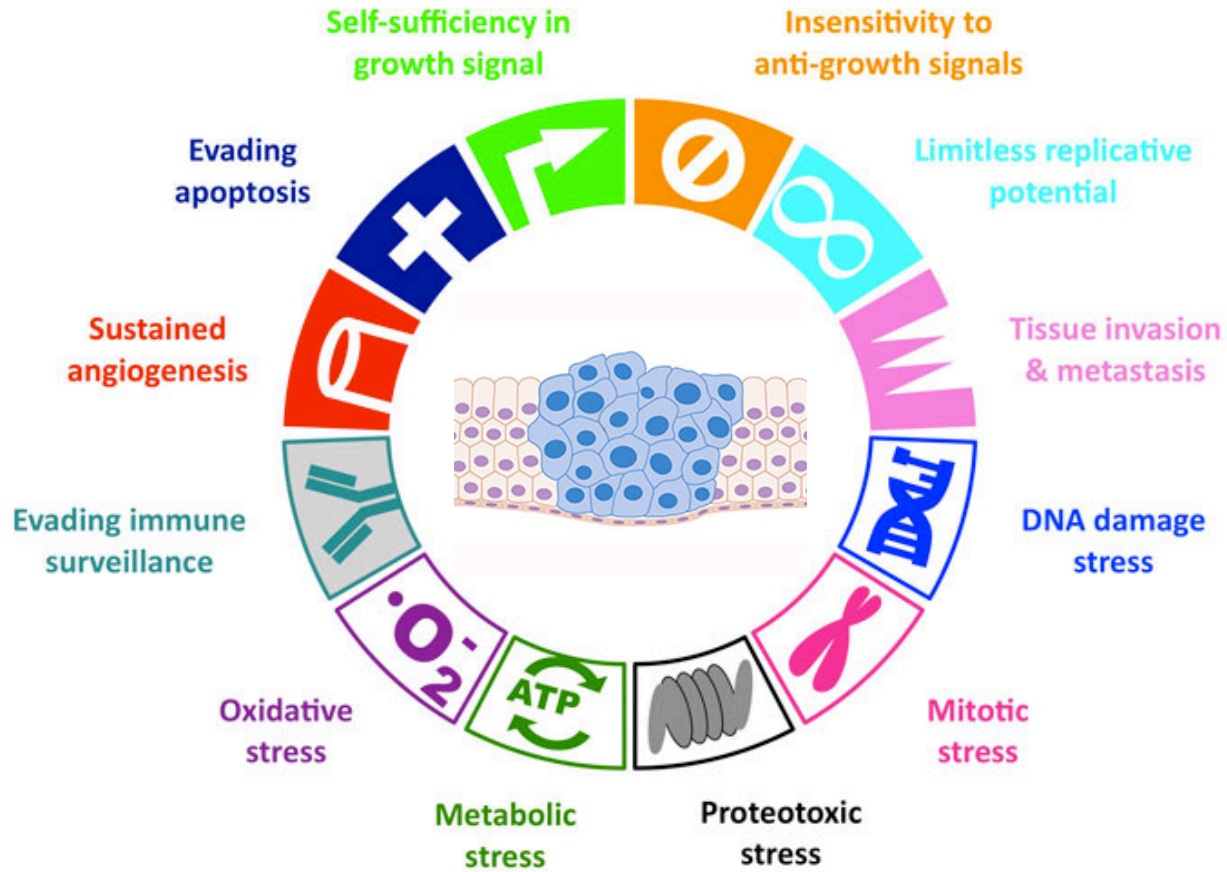 Self-sufficiency in
growth signal
Insensitivity to
anti-growth signals
Evading
apoptosis
Limitless replicative
potential
Sustained
angiogenesis
Tissue invasion
& metastasis
Evading immune
surveillance
DNA damage
stress
•O₂⁻
ATP
Oxidative
stress
Mitotic
stress
Metabolic
stress
Proteotoxic
stress